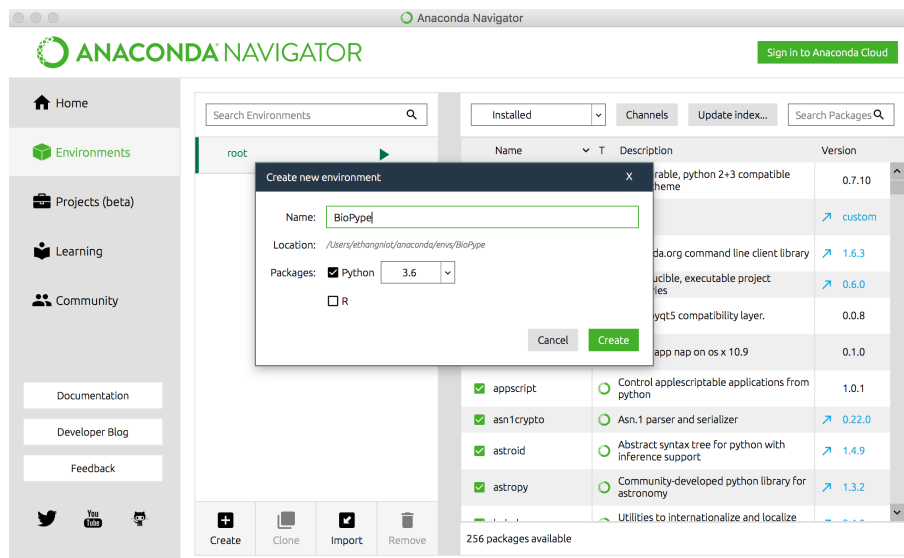 Anaconda Navigator
ANACONDA NAVIGATOR
Sign in to Anaconda Cloud
Home
Environments
Projects (beta)
Learning
Community
Documentation
Developer Blog
Feedback
You Tube
Search Environments
root
Create
Clone
Import
Remove
Create new environment
X
Name: BioPype
Location: /Users/ethangniot/anaconda/envs/BioPype
Packages: Python 3.6
R
Cancel Create
Installed Channels Update index... Search Packages
Name T Description Version
rable, python 2+3 compatible
heme
0.7.10
custom
da.org command line client library 1.6.3
ucible, executable project
ies
0.6.0
yqt5 compatibility layer. 0.0.8
app nap on os x 10.9 0.1.0
appscript Control applescriptable applications from
python
1.0.1
asn1crypto Asn.1 parser and serializer 0.22.0
astroid Abstract syntax tree for python with
inference support
1.4.9
astropy Community-developed python library for
astronomy
1.3.2
Utilities to internationalize and localize
256 packages available